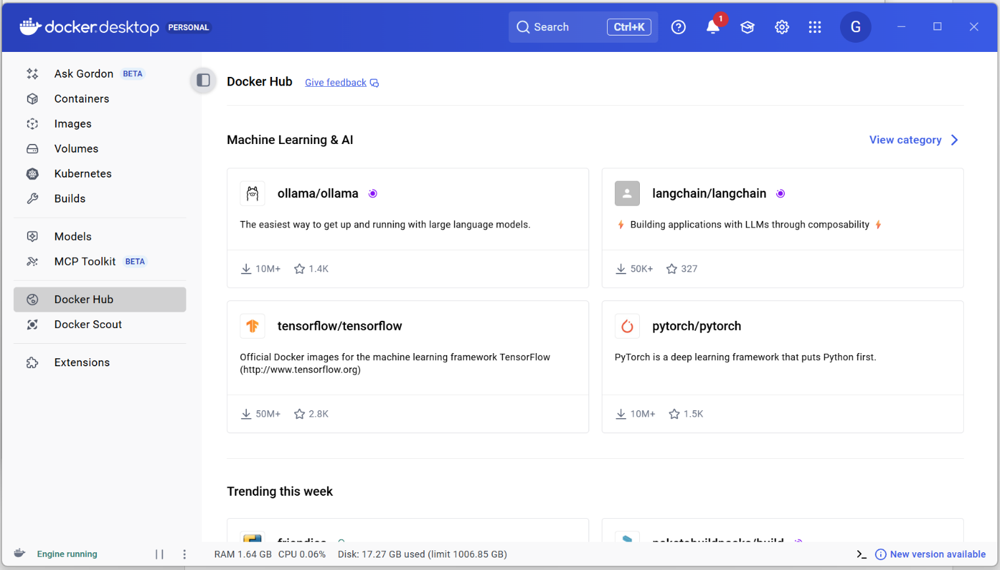 docker.desktop PERSONAL
Search Ctrl+K
1
G
Ask Gordon BETA
Containers
Images
Volumes
Kubernetes
Builds
Models
MCP Toolkit BETA
Docker Hub
Docker Scout
Extensions
Docker Hub Give feedback
Machine Learning & AI
View category
ollama/ollama
The easiest way to get up and running with large language models.
10M+ 1.4K
langchain/langchain
⚡ Building applications with LLMs through composability ⚡
50K+ 327
tensorflow/tensorflow
Official Docker images for the machine learning framework TensorFlow
(http://www.tensorflow.org)
50M+ 2.8K
pytorch/pytorch
PyTorch is a deep learning framework that puts Python first.
10M+ 1.5K
Trending this week
friendica
paketobuildpacks/build
Engine running
RAM 1.64 GB CPU 0.06% Disk: 17.27 GB used (limit 1006.85 GB)
New version available